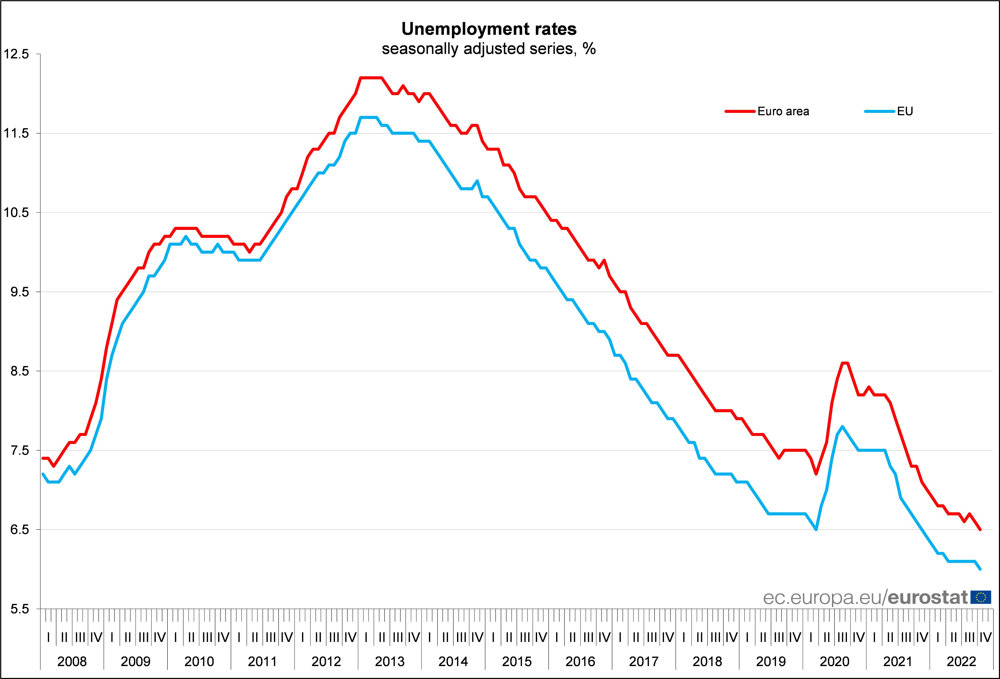 Unemployment rates
seasonally adjusted series, %
12.5
11.5
10.5
9.5
8.5
7.5
6.5
5.5
Euro area EU
ec.europa.eu/eurostat
I II III IV I II III IV I II III IV I II III IV I II III IV I II III IV I II III IV I II III IV I II III IV I II III IV I II III IV I II III IV I II III IV I II III IV I II III IV
2008 2009 2010 2011 2012 2013 2014 2015 2016 2017 2018 2019 2020 2021 2022